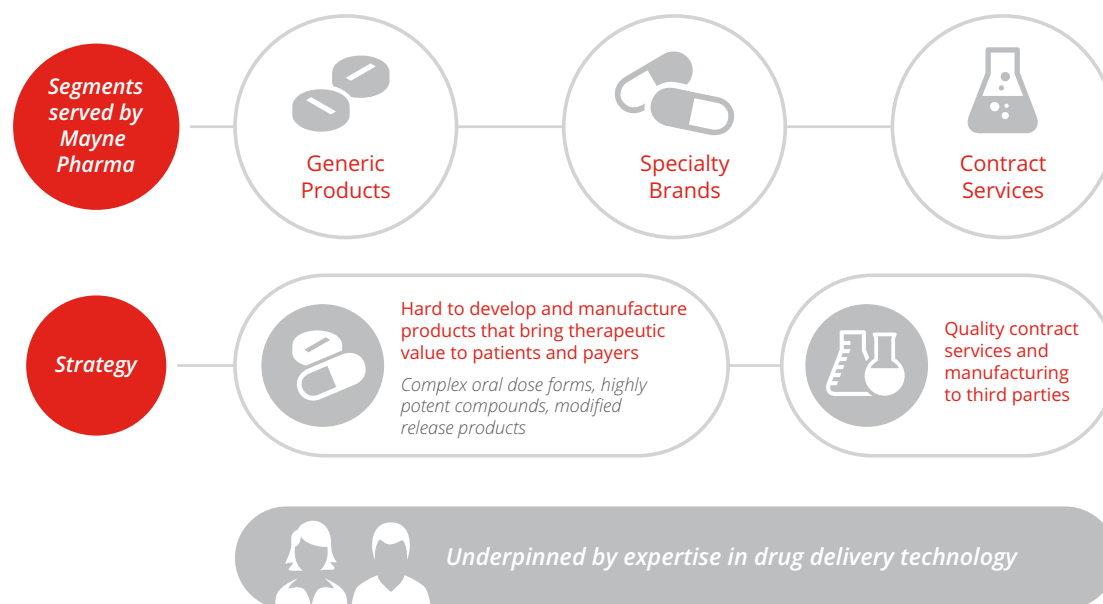 Segments
served by
Mayne
Pharma
Generic
Products
Specialty
Brands
Contract
Services
Strategy
Hard to develop and manufacture
products that bring therapeutic
value to patients and payers
Complex oral dose forms, highly
potent compounds, modified
release products
Quality contract
services and
manufacturing
to third parties
Underpinned by expertise in drug delivery technology